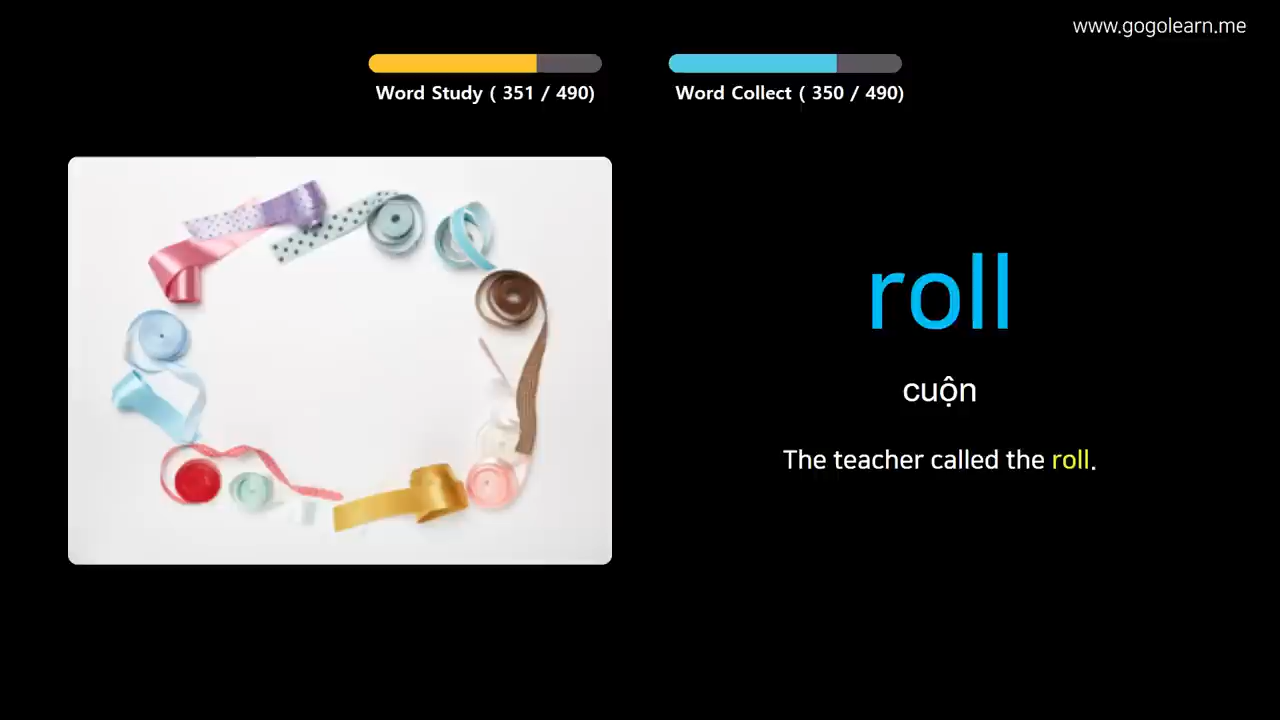 www.gogolearn.me
Word Study ( 351 / 490)
Word Collect ( 350 / 490)
roll
cuộn
The teacher called the roll.